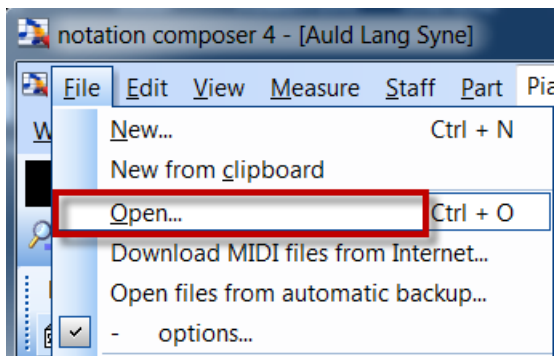 notation composer 4 - [Auld Lang Syne]
File Edit View Measure Staff Part
W
New... Ctrl + N
New from clipboard
Open... Ctrl + O
Download MIDI files from Internet...
Open files from automatic backup...
- options...